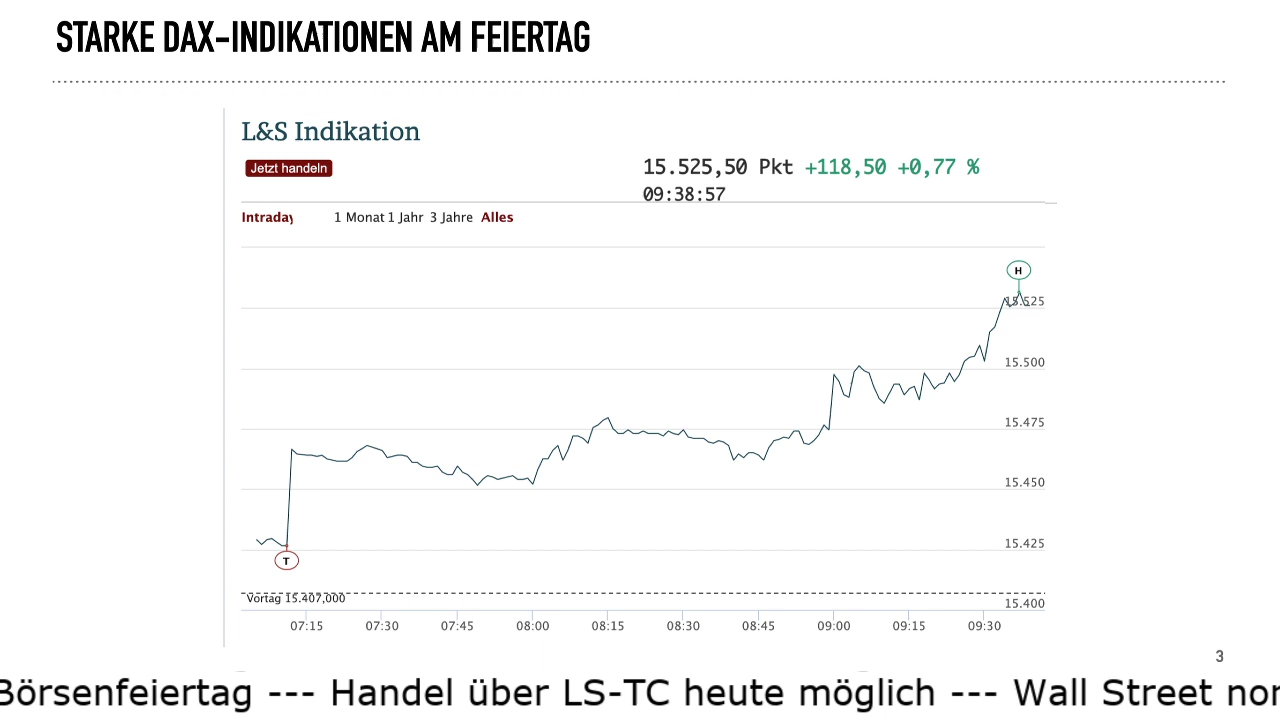 STARKE DAX-INDIKATIONEN AM FEIERTAG
L&S Indikation
Jetzt handeln
15.525,50 Pkt +118,50 +0,77 %
09:38:57
Intraday 1 Monat 1 Jahr 3 Jahre Alles
H
15.525
15.500
15.475
15.450
15.425
T
Vortag 15.407,000
15.400
07:15 07:30 07:45 08:00 08:15 08:30 08:45 09:00 09:15 09:30
3
Börsenfeiertag --- Handel über LS-TC heute möglich --- Wall Street nor